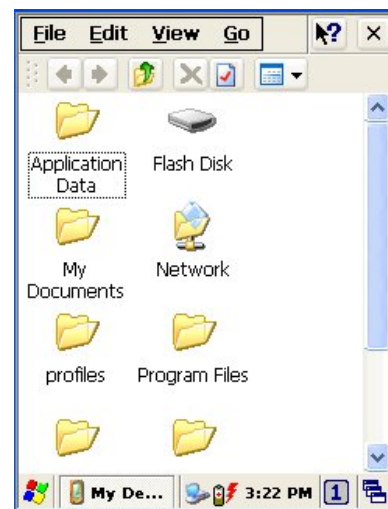 File Edit View Go ?
Application Data Flash Disk
My Documents Network
profiles Program Files
My De... 3:22 PM 1